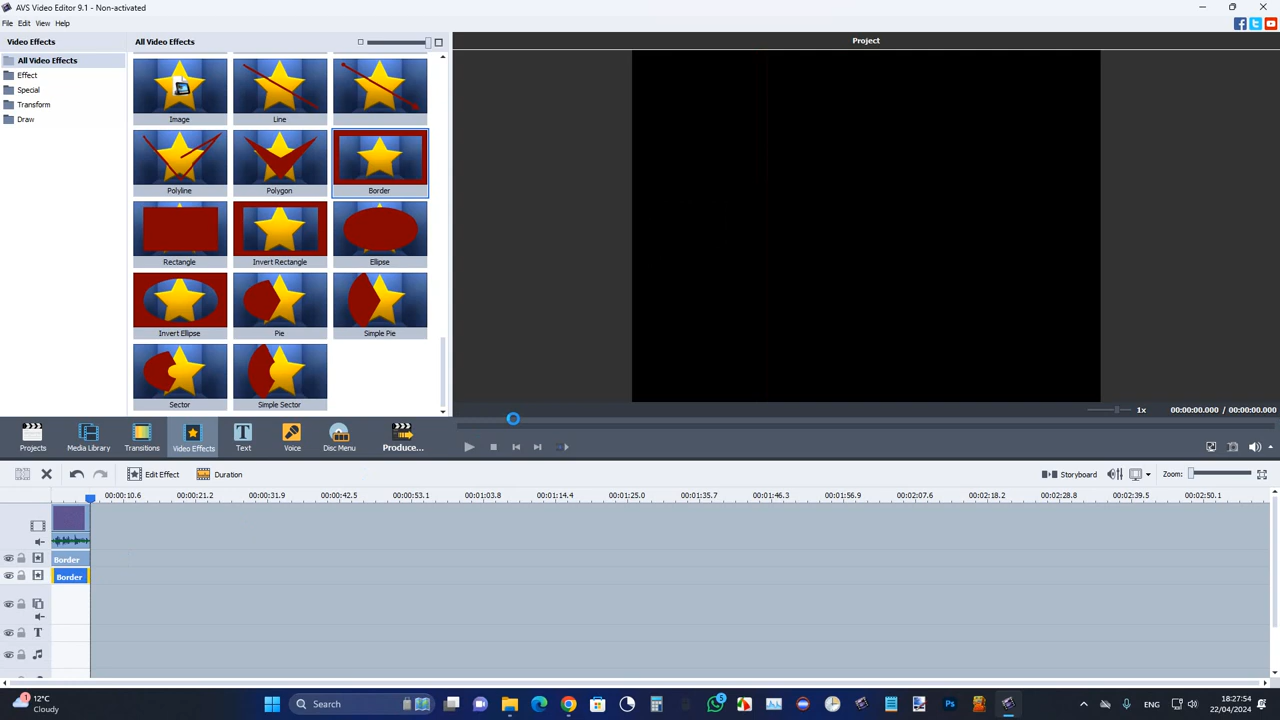 AVS Video Editor 9.1 - Non-activated
File Edit View Help
Video Effects
All Video Effects
Project
All Video Effects
Effect
Special
Transform
Draw
Image
Line
Polyline
Polygon
Border
Rectangle
Invert Rectangle
Ellipse
Invert Ellipse
Pie
Simple Pie
Sector
Simple Sector
1x
00:00:00.000 / 00:00:00.000
Projects
Media Library
Transitions
Video Effects
Text
Voice
Disc Menu
Produce...
Edit Effect
Duration
Storyboard
Zoom:
00:00:10.6
00:00:21.2
00:00:31.9
00:00:42.5
00:00:53.1
00:01:03.8
00:01:14.4
00:01:25.0
00:01:35.7
00:01:46.3
00:01:56.9
00:02:07.6
00:02:18.2
00:02:28.8
00:02:39.5
00:02:50.1
Border
Border
T
1
12°C
Cloudy
Search
5
Ps
ENG
18:27:54
22/04/2024